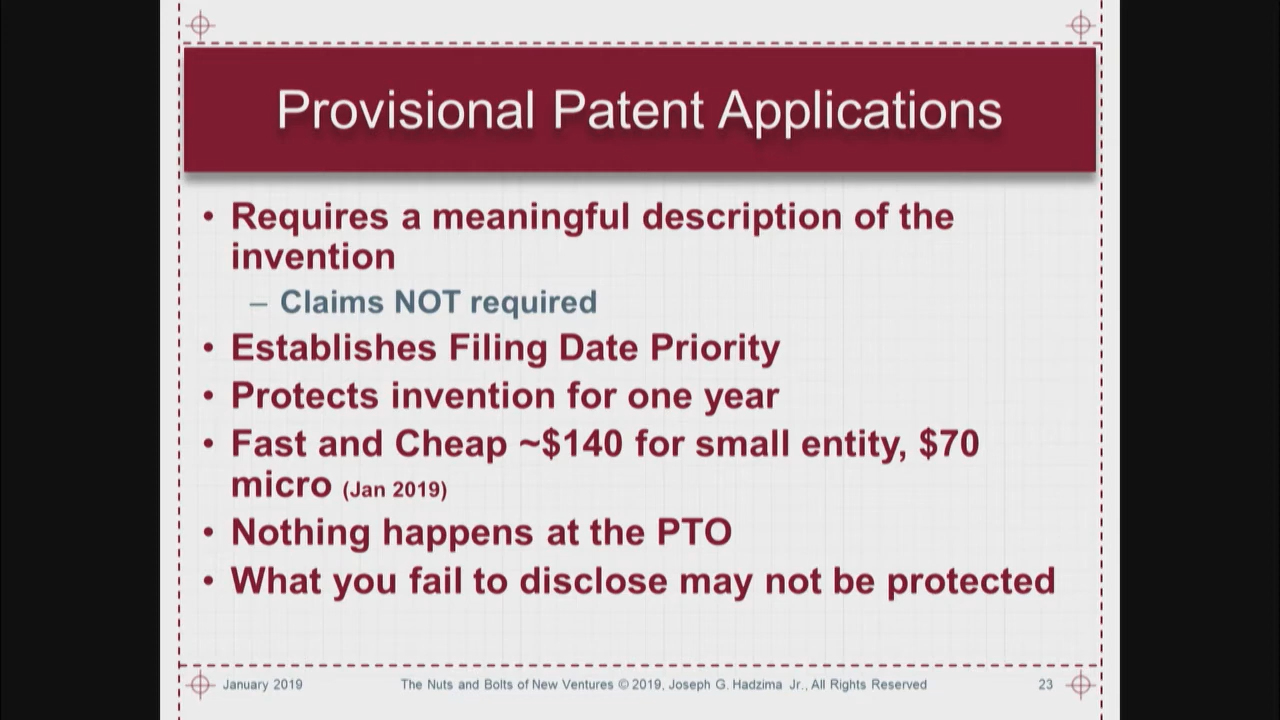 Provisional Patent Applications
• Requires a meaningful description of the
invention
– Claims NOT required
• Establishes Filing Date Priority
• Protects invention for one year
• Fast and Cheap ~$140 for small entity, $70
micro (Jan 2019)
• Nothing happens at the PTO
• What you fail to disclose may not be protected
January 2019 The Nuts and Bolts of New Ventures © 2019, Joseph G. Hadzima Jr., All Rights Reserved 23